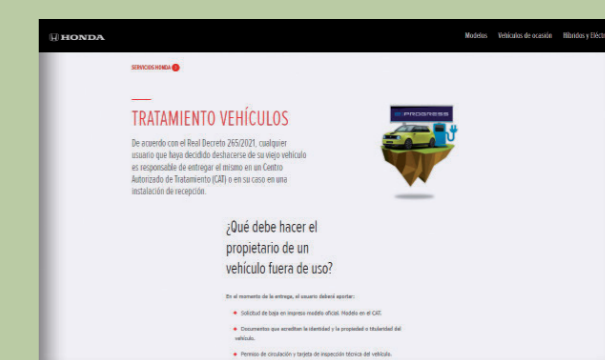 HONDA
Modelos Vehículos de ocasión Híbridos y Eléctri
SERVICIOS HONDA
TRATAMIENTO VEHÍCULOS
PROGRESS
De acuerdo con el Real Decreto 265/2021, cualquier
usuario que haya decidido deshacerse de su viejo vehículo
es responsable de entregar el mismo en un Centro
Autorizado de Tratamiento (CAT) o en su caso en una
instalación de recepción.
¿Qué debe hacer el
propietario de un
vehículo fuera de uso?
En el momento de la entrega, el usuario deberá aportar:
Solicitud de baja en impreso modelo oficial. Modelo en el CAT.
Documentos que acrediten la identidad y la propiedad o titularidad del
vehículo.
Permiso de circulación y tarjeta de inspección técnica del vehículo.